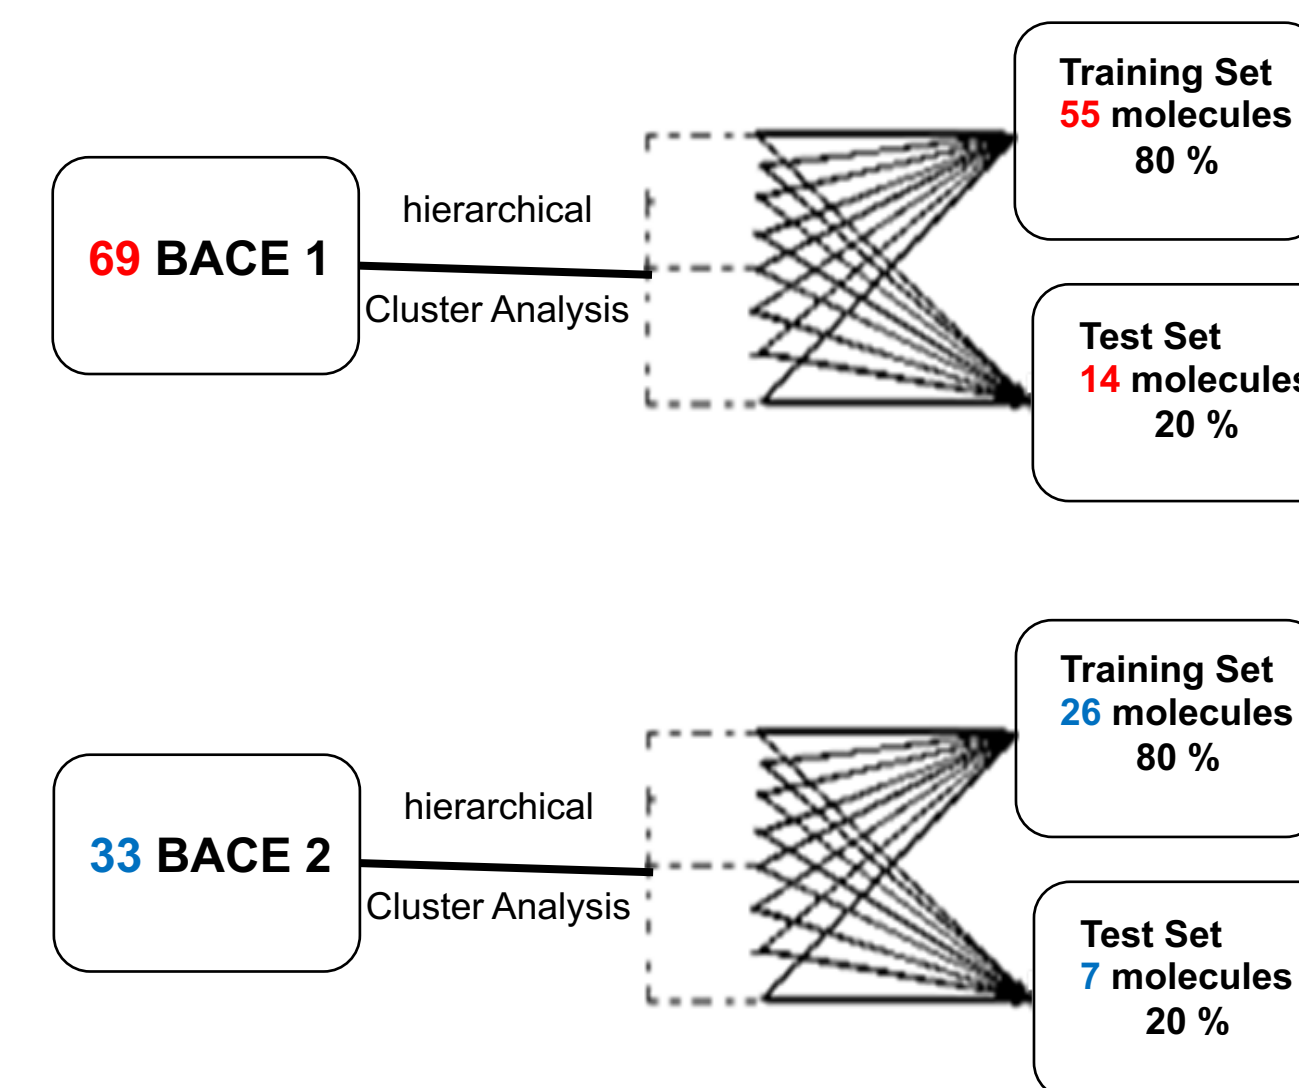 69 BACE 1
hierarchical
Cluster Analysis
Training Set
55 molecules
80 %
Test Set
14 molecules
20 %
33 BACE 2
hierarchical
Cluster Analysis
Training Set
26 molecules
80 %
Test Set
7 molecules
20 %